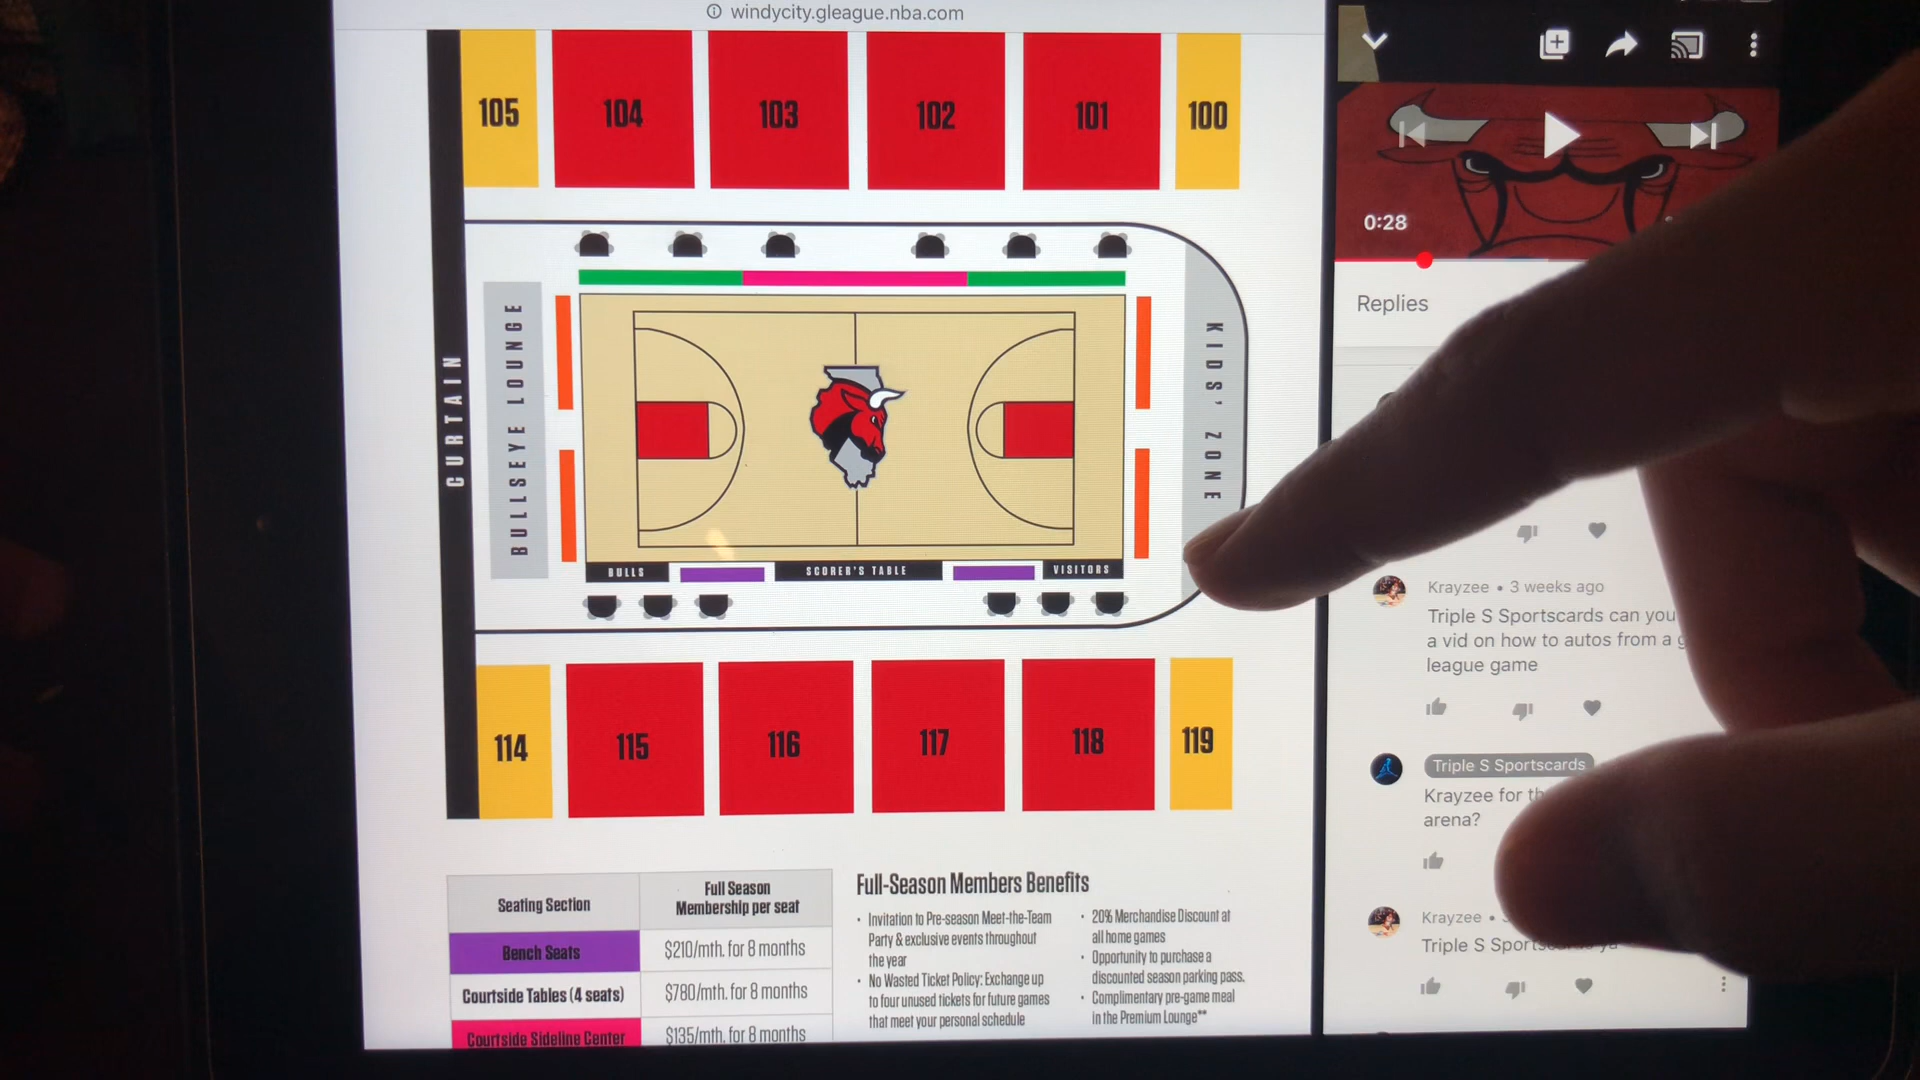 windycity.gleague.nba.com
105
104
103
102
101
100
CURTAIN
BULLSEYE LOUNGE
KIDS' ZONE
BULLS
SCORER'S TABLE
VISITORS
114
115
116
117
118
119
Seating Section
Full Season
Membership per seat
Bench Seats
$210/mth. for 8 months
Courtside Tables (4 seats)
$780/mth. for 8 months
Courtside Sideline Center
$135/mth. for 8 months
Full-Season Members Benefits
• Invitation to Pre-season Meet-the-Team
Party & exclusive events throughout
the year
• No Wasted Ticket Policy: Exchange up
to four unused tickets for future games
that meet your personal schedule
• 20% Merchandise Discount at
all home games
• Opportunity to purchase a
discounted season parking pass.
• Complimentary pre-game meal
in the Premium Lounge**
0:28
Replies
Krayzee • 3 weeks ago
Triple S Sportscards can you
a vid on how to autos from a g
league game
Triple S Sportscards
Krayzee for
arena?
Krayzee •
Triple S